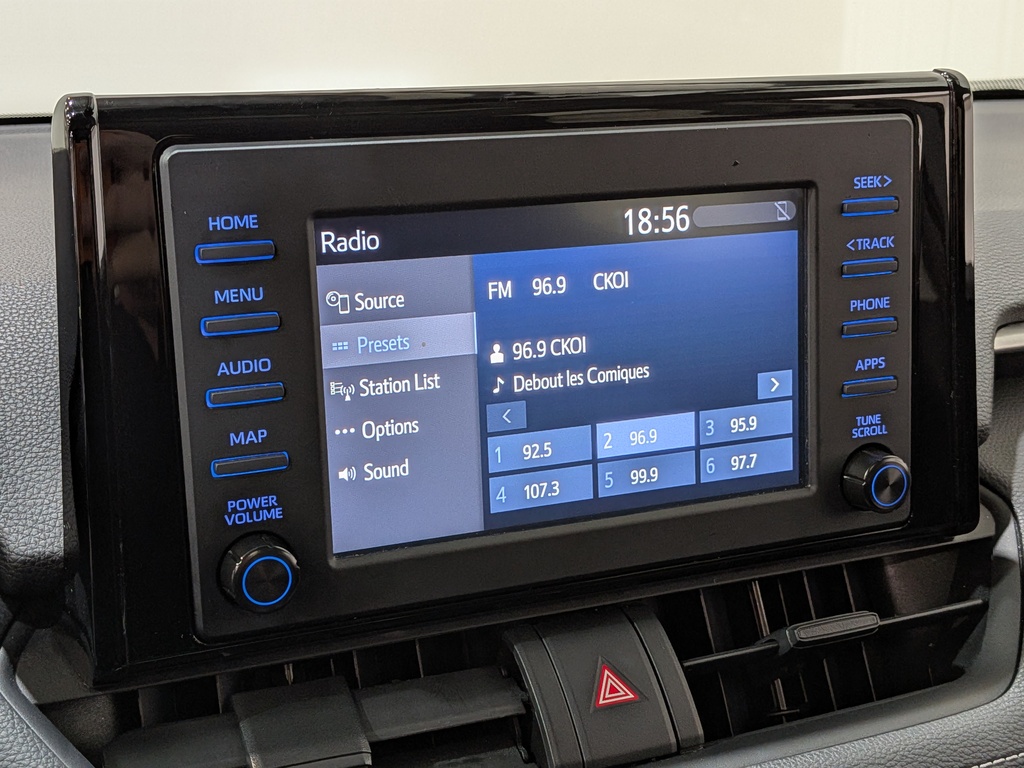 HOME
MENU
AUDIO
MAP
POWER
VOLUME
Radio
18:56
Source
Presets
Station List
Options
Sound
FM 96.9 CKOI
96.9 CKOI
Debout les Comiques
<
>
1 92.5
2 96.9
3 95.9
4 107.3
5 99.9
6 97.7
SEEK>
<TRACK
PHONE
APPS
TUNE
SCROLL